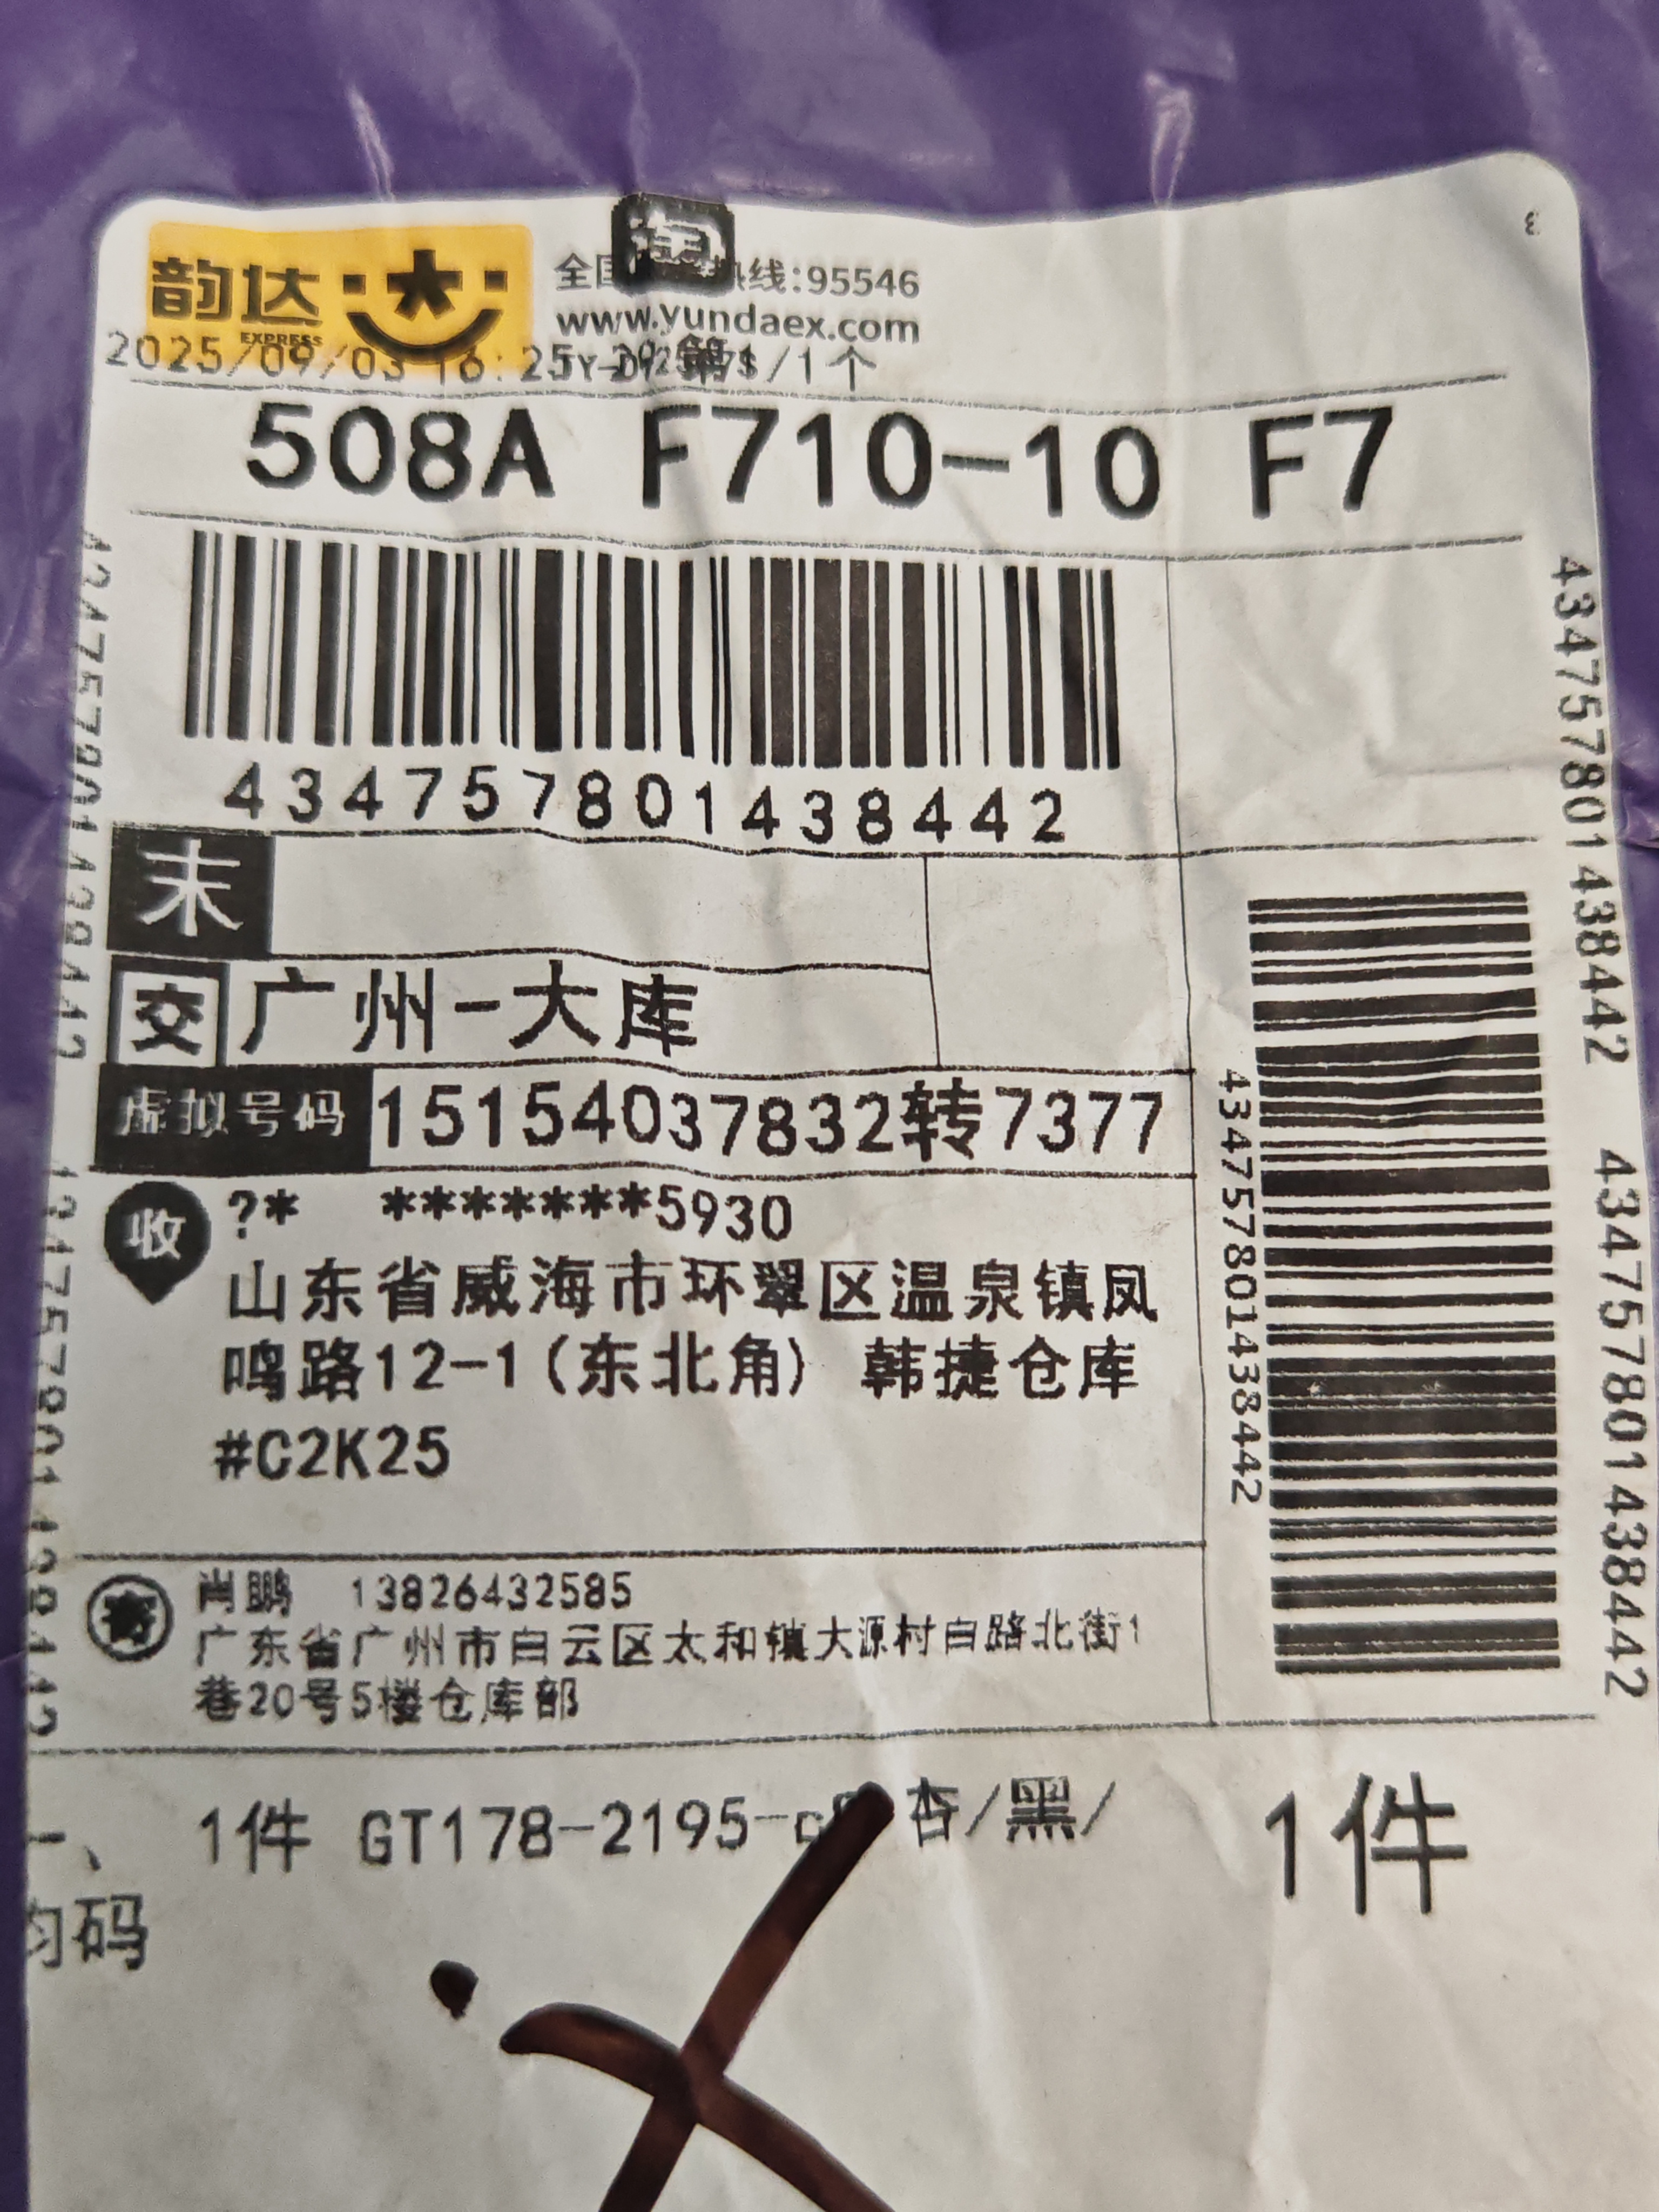 韵达
EXPRESS
淘
全国 热线:95546
www.yundaex.com
2025/09/03 16:25
/1个
508A F710-10 F7
434757801438442
末
交 广州-大库
虚拟号码 15154037832转7377
收 ?* *******5930
山东省威海市环翠区温泉镇凤
鸣路12-1(东北角) 韩捷仓库
#C2K25
寄 肖鹏 13826432585
广东省广州市白云区太和镇大源村白路北街1
巷20号5楼仓库部
434757801438442
434757801438442
434757801438442
一、 1件 GT178-2195- 杏/黑/ 1件
均码